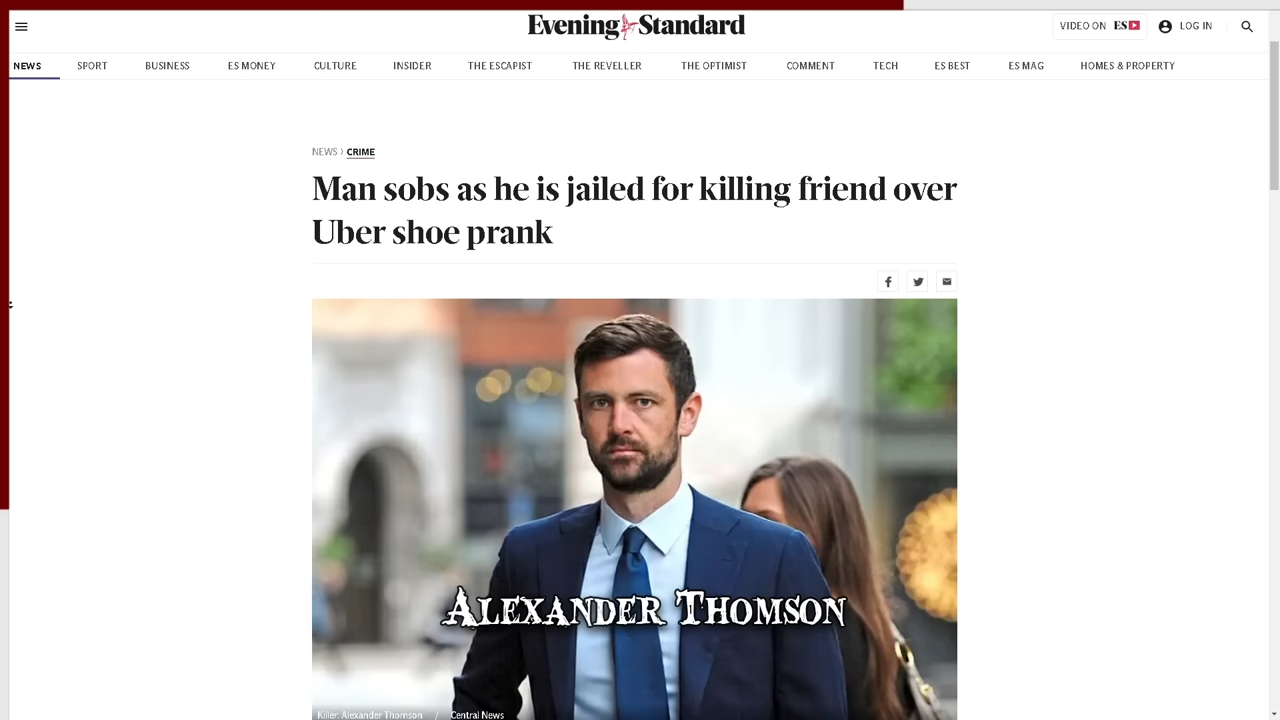 Evening Standard
VIDEO ON ES
LOG IN
NEWS SPORT BUSINESS ES MONEY CULTURE INSIDER THE ESCAPIST THE REVELLER THE OPTIMIST COMMENT TECH ES BEST ES MAG HOMES & PROPERTY
NEWS › CRIME
Man sobs as he is jailed for killing friend over
Uber shoe prank
Alexander Thomson
Killer: Alexander Thomson / Central News